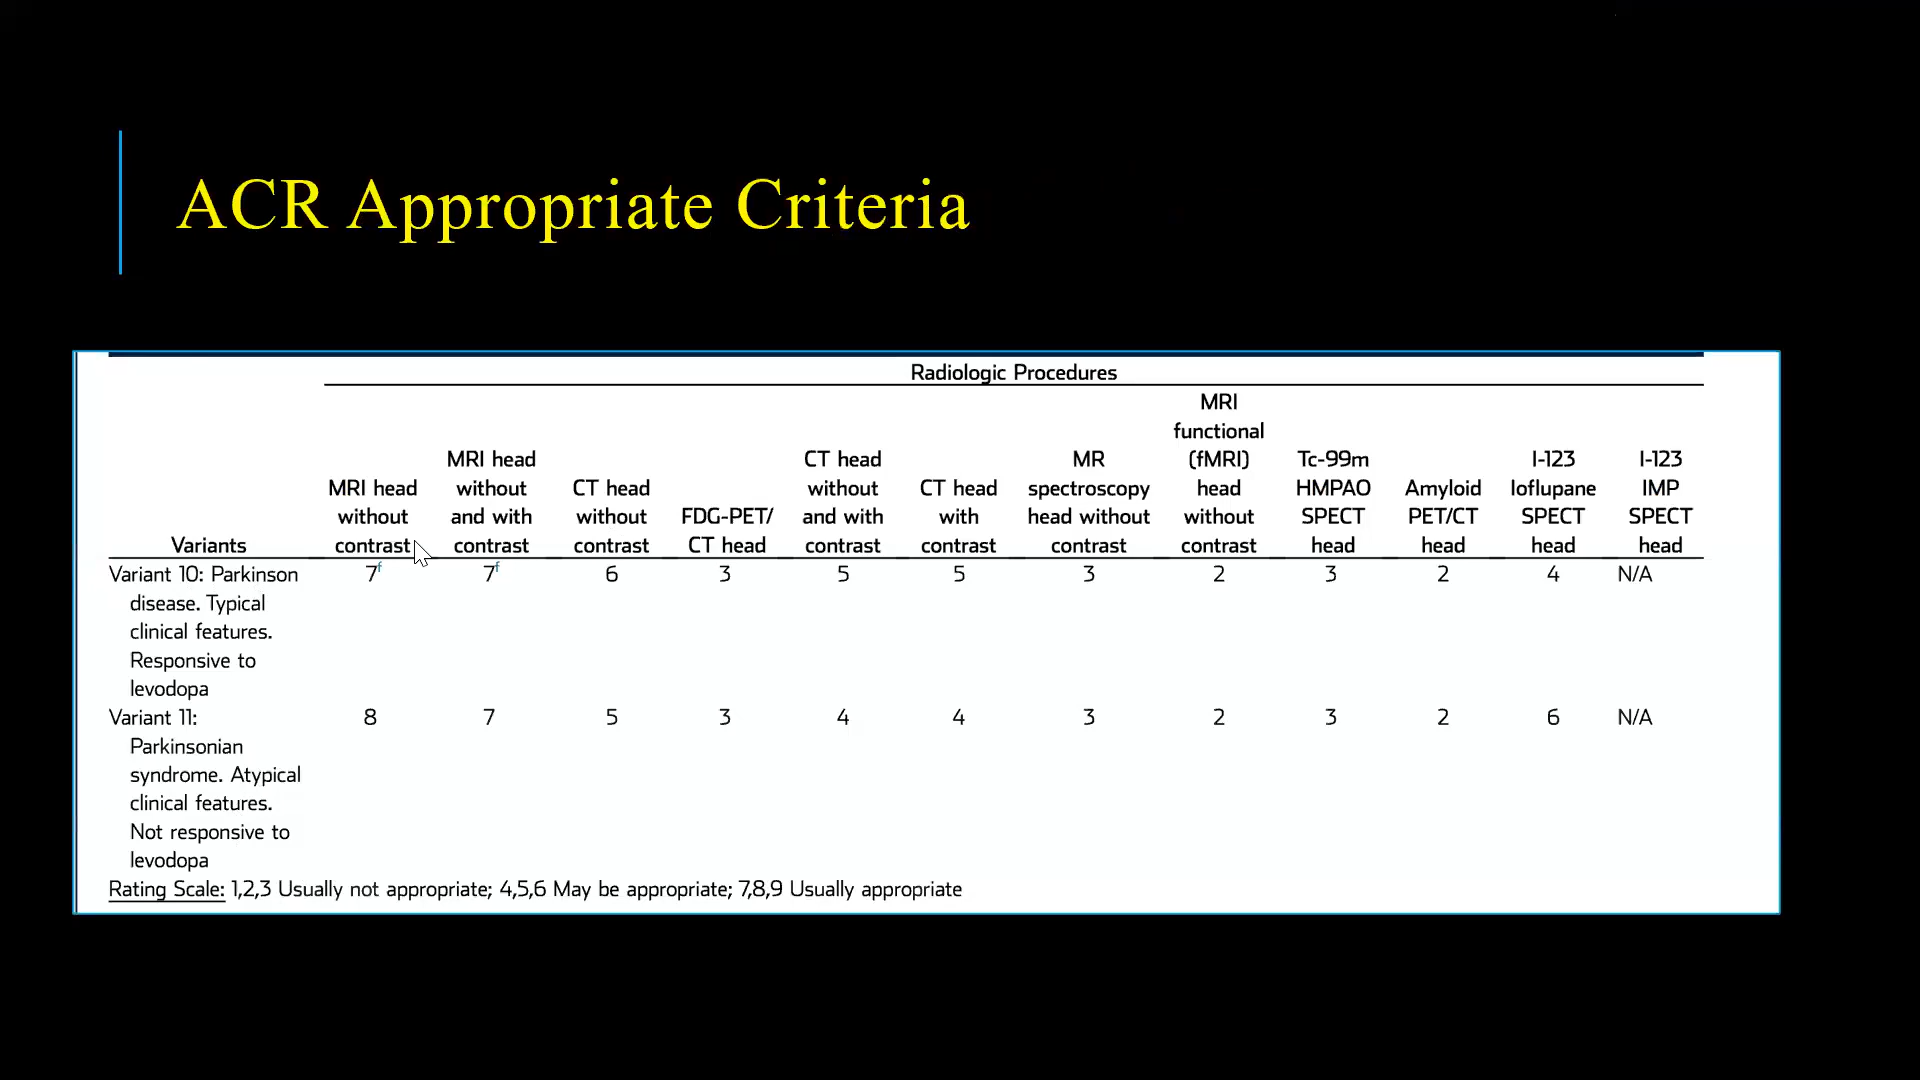 ACR Appropriate Criteria
Radiologic Procedures
Variants
MRI head without contrast
MRI head without and with contrast
CT head without contrast
FDG-PET/ CT head
CT head without and with contrast
CT head with contrast
MR spectroscopy head without contrast
MRI functional (fMRI) head without contrast
Tc-99m HMPAO SPECT head
Amyloid PET/CT head
I-123 Ioflupane SPECT head
I-123 IMP SPECT head
Variant 10: Parkinson 7f 7f 6 3 5 5 3 2 3 2 4 N/A
disease. Typical
clinical features.
Responsive to
levodopa
Variant 11: 8 7 5 3 4 4 3 2 3 2 6 N/A
Parkinsonian
syndrome. Atypical
clinical features.
Not responsive to
levodopa
Rating Scale: 1,2,3 Usually not appropriate; 4,5,6 May be appropriate; 7,8,9 Usually appropriate